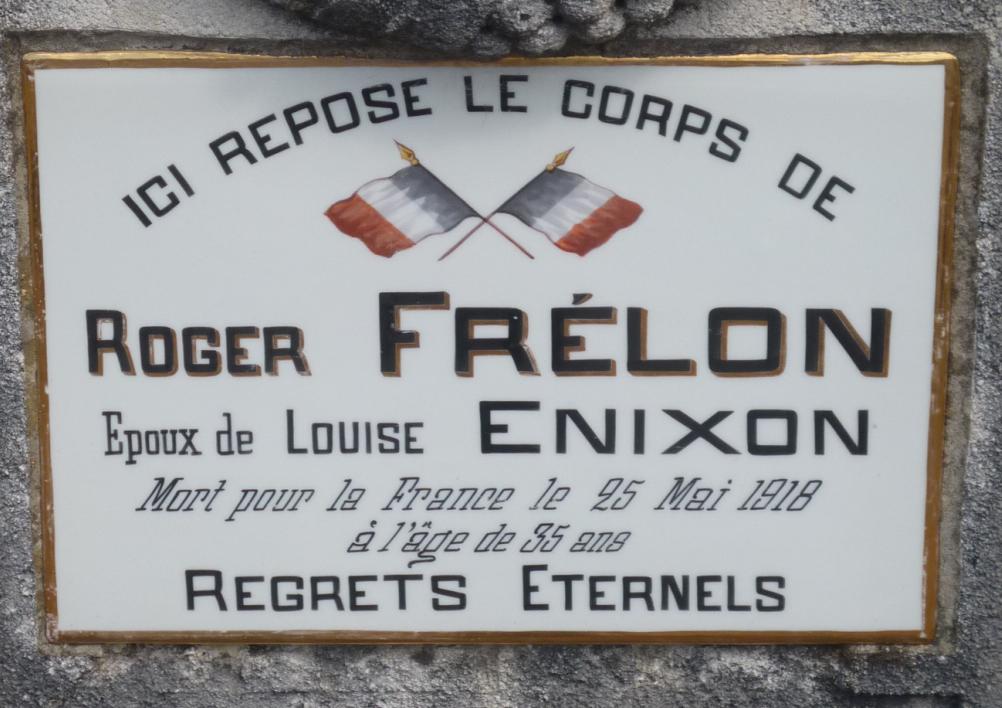 ICI REPOSE LE CORPS DE
ROGER FRÉLON
Epoux de LOUISE ENIXON
Mort pour la France le 25 Mai 1918
à l'âge de 35 ans
REGRETS ETERNELS